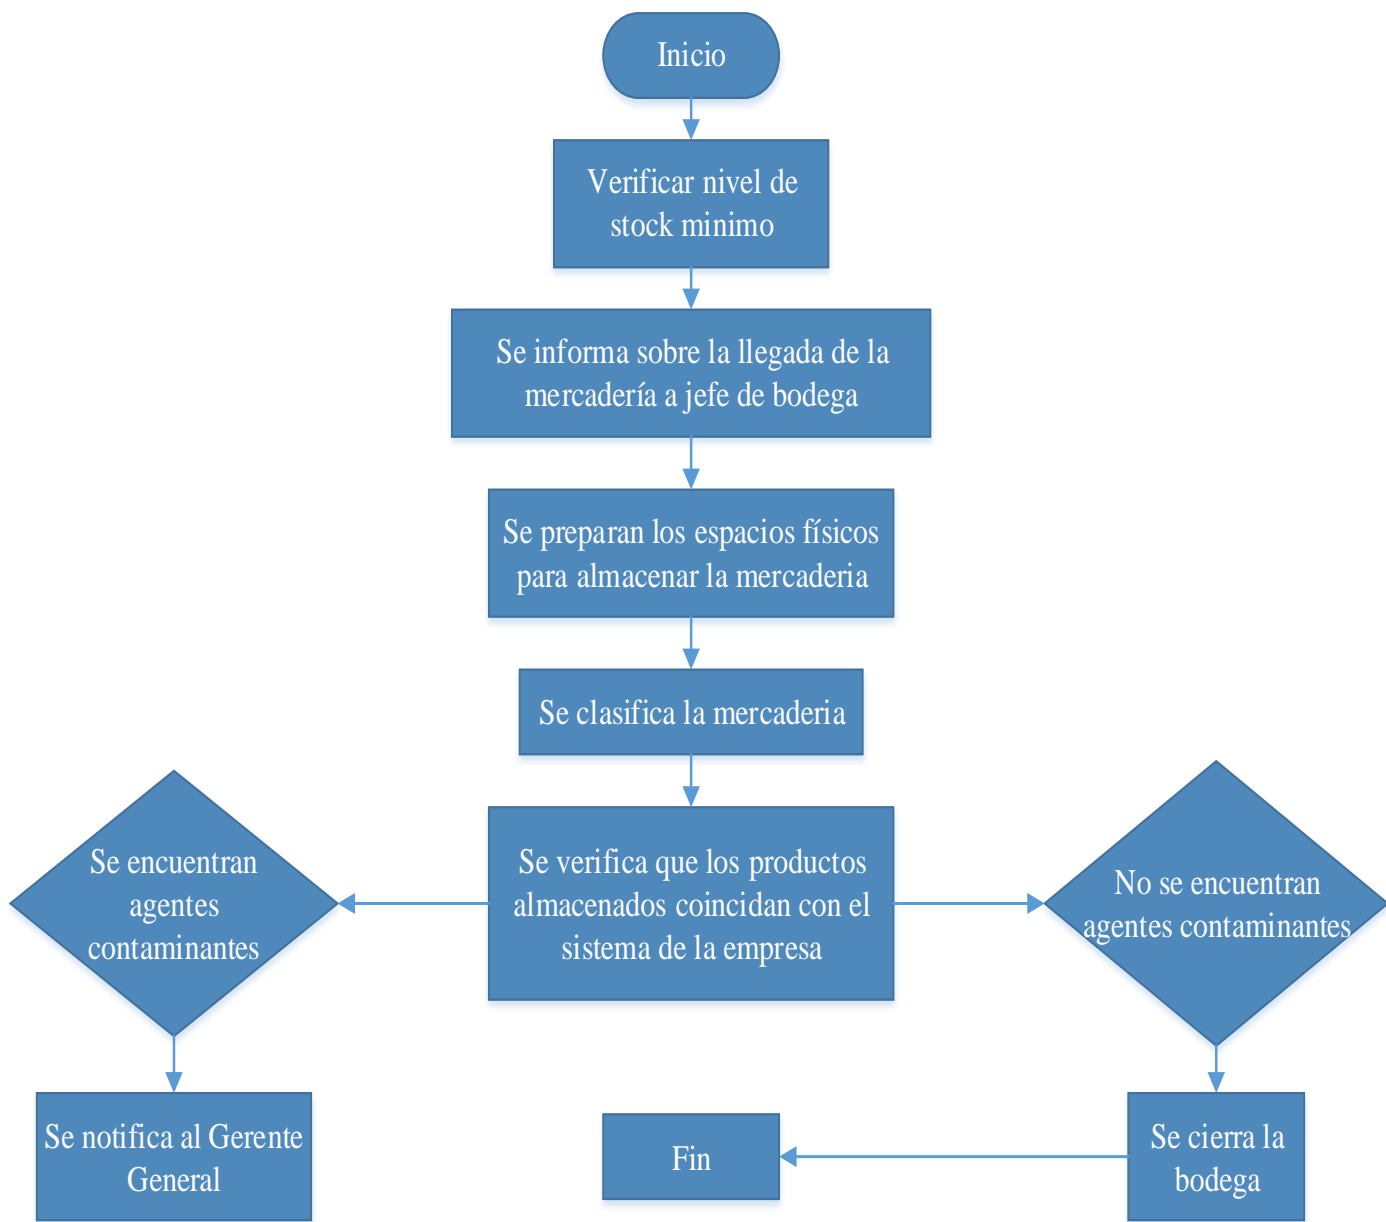 Inicio
Verificar nivel de
stock minimo
Se informa sobre la llegada de la
mercadería a jefe de bodega
Se preparan los espacios físicos
para almacenar la mercaderia
Se clasifica la mercaderia
Se encuentran
agentes
contaminantes
Se verifica que los productos
almacenados coincidan con el
sistema de la empresa
No se encuentran
agentes contaminantes
Se notifica al Gerente
General
Fin
Se cierra la
bodega